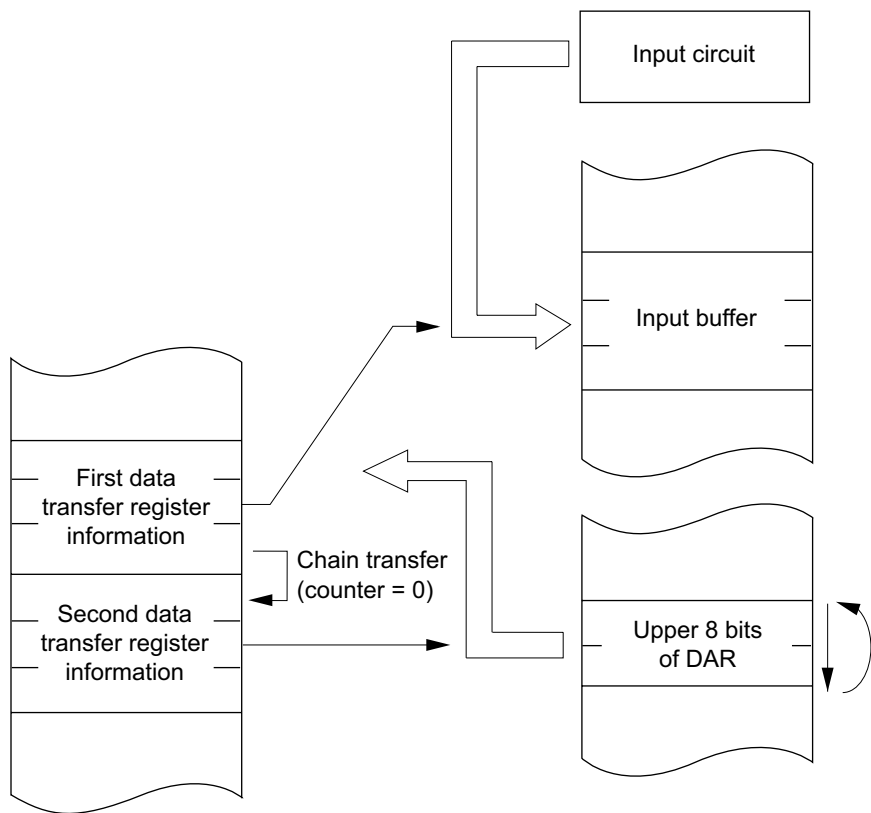 Input circuit
Input buffer
First data
transfer register
information
Chain transfer
(counter = 0)
Second data
transfer register
information
Upper 8 bits
of DAR